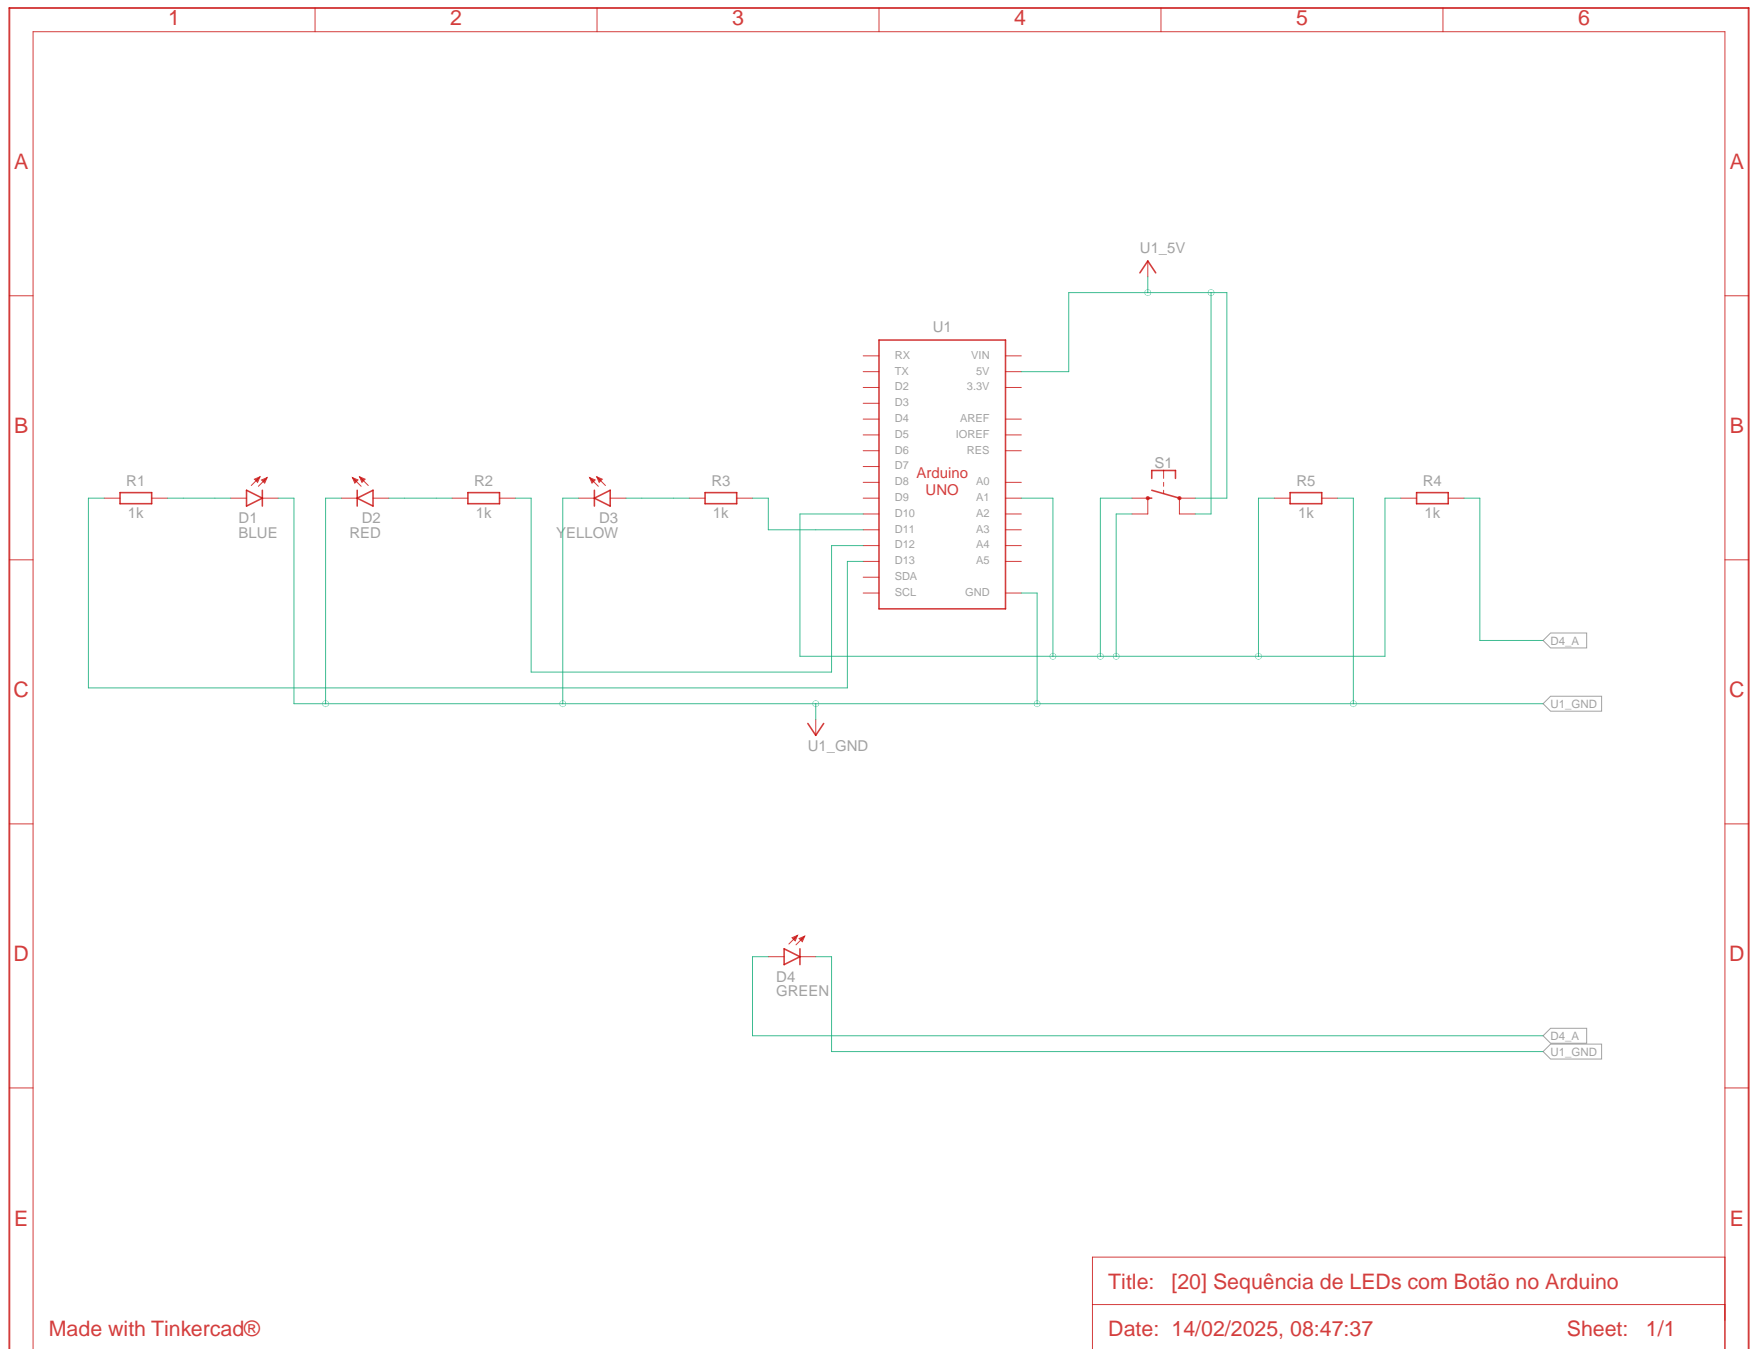 1 2 3 4 5 6
A A
U1_5V
B B
U1
RX VIN
TX 5V
D2 3.3V
D3
D4 AREF
D5 IOREF
D6 RES
D7
Arduino
UNO
D8 A0
D9 A1
D10 A2
D11 A3
D12 A4
D13 A5
SDA
SCL GND
R1
1k
D1
BLUE
D2
RED
R2
1k
D3
YELLOW
R3
1k
S1
R5
1k
R4
1k
D4_A
C C
U1_GND
U1_GND
D D
D4
GREEN
D4_A
U1_GND
E E
Title: [20] Sequência de LEDs com Botão no Arduino
Made with Tinkercad®
Date: 14/02/2025, 08:47:37 Sheet: 1/1